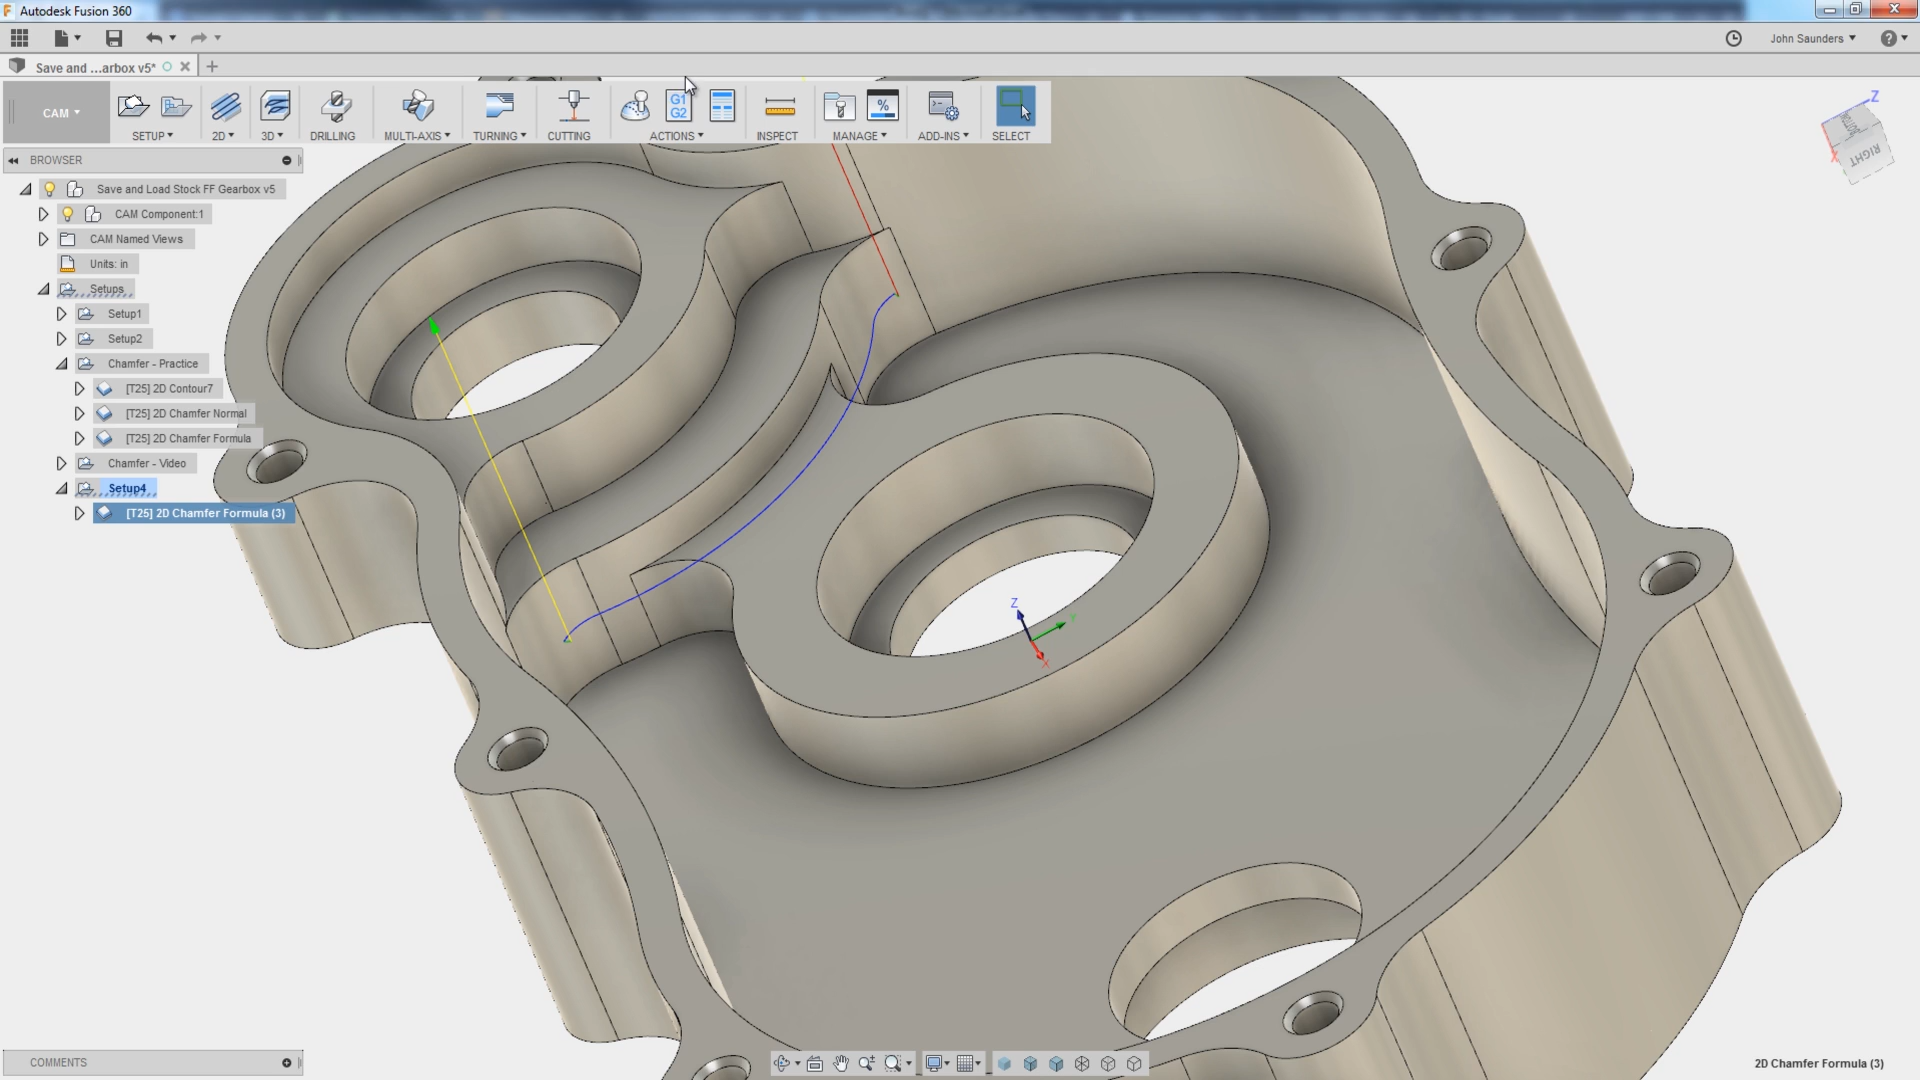 Autodesk Fusion 360
John Saunders
Save and ...arbox v5*
CAM
G1
G2
%
SETUP
2D
3D
DRILLING
MULTI-AXIS
TURNING
CUTTING
ACTIONS
INSPECT
MANAGE
ADD-INS
SELECT
Z
BOTTOM
RIGHT
X
BROWSER
Save and Load Stock FF Gearbox v5
CAM Component:1
CAM Named Views
Units: in
Setups
Setup1
Setup2
Chamfer - Practice
[T25] 2D Contour7
[T25] 2D Chamfer Normal
[T25] 2D Chamfer Formula
Chamfer - Video
Setup4
[T25] 2D Chamfer Formula (3)
Z
Y
X
COMMENTS
2D Chamfer Formula (3)